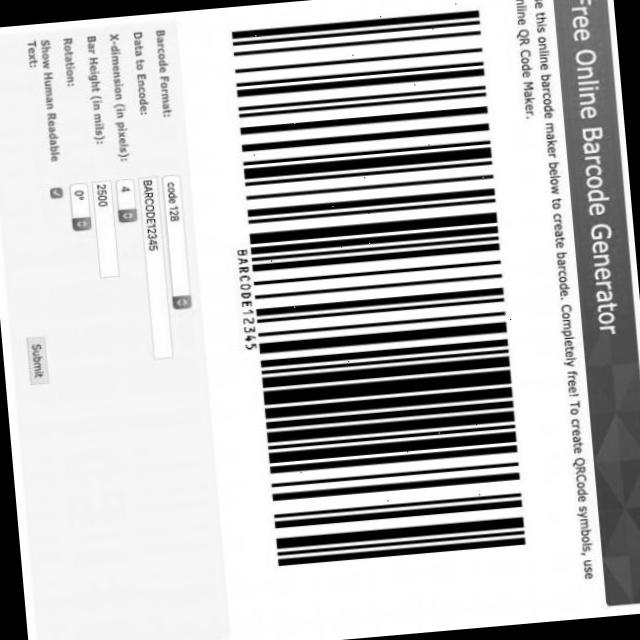 Free Online Barcode Generator
e this online barcode maker below to create barcode. Completely free! To create QRCode symbols, use
nline QR Code Maker.
BARCODE12345
Barcode Format: code 128
Data to Encode: BARCODE12345
X-dimension (in pixels): 4
Bar Height (in mils): 2500
Rotation: 0°
Show Human Readable
Text:
Submit